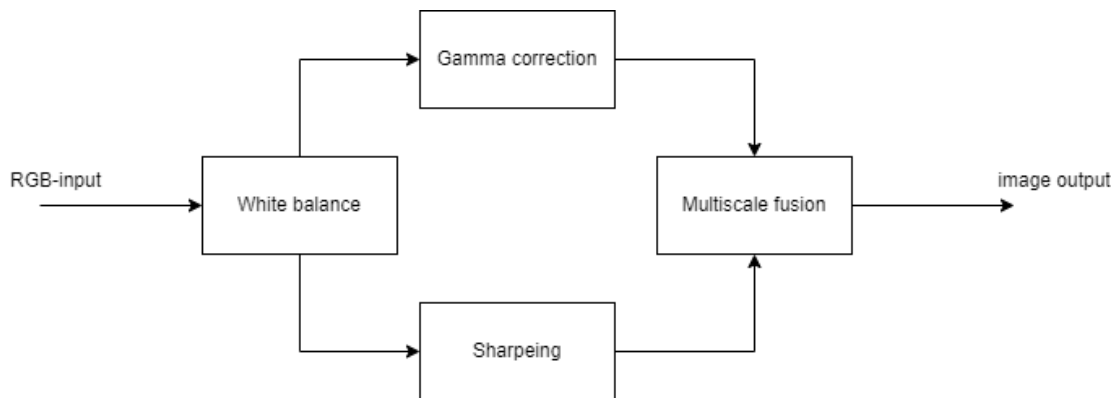 Gamma correction
RGB-input
White balance
Multiscale fusion
image output
Sharpeing